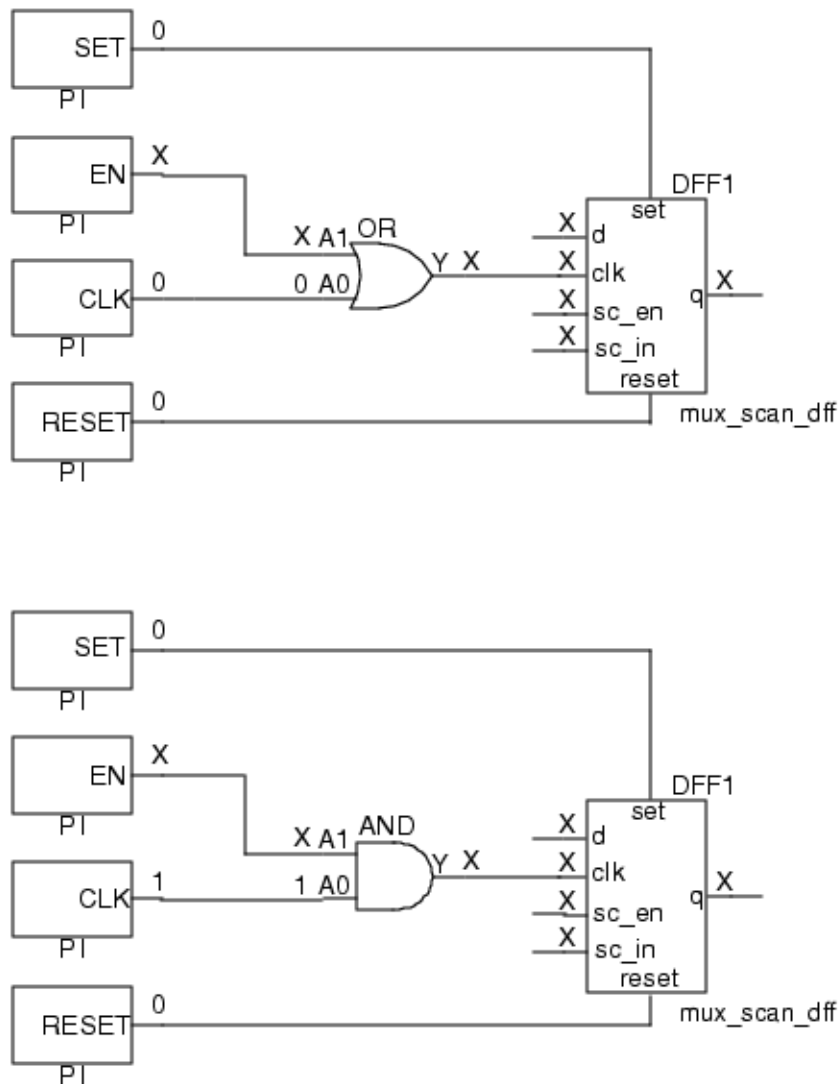 SET 0
PI
EN X
PI
CLK 0
PI
RESET 0
PI
X A1 OR
0 A0
Y X
DFF1
set
X d
X clk
X sc_en
X sc_in
reset
q X
mux_scan_dff
SET 0
PI
EN X
PI
CLK 1
PI
RESET 0
PI
X A1 AND
1 A0
Y X
DFF1
set
X d
X clk
X sc_en
X sc_in
reset
q X
mux_scan_dff